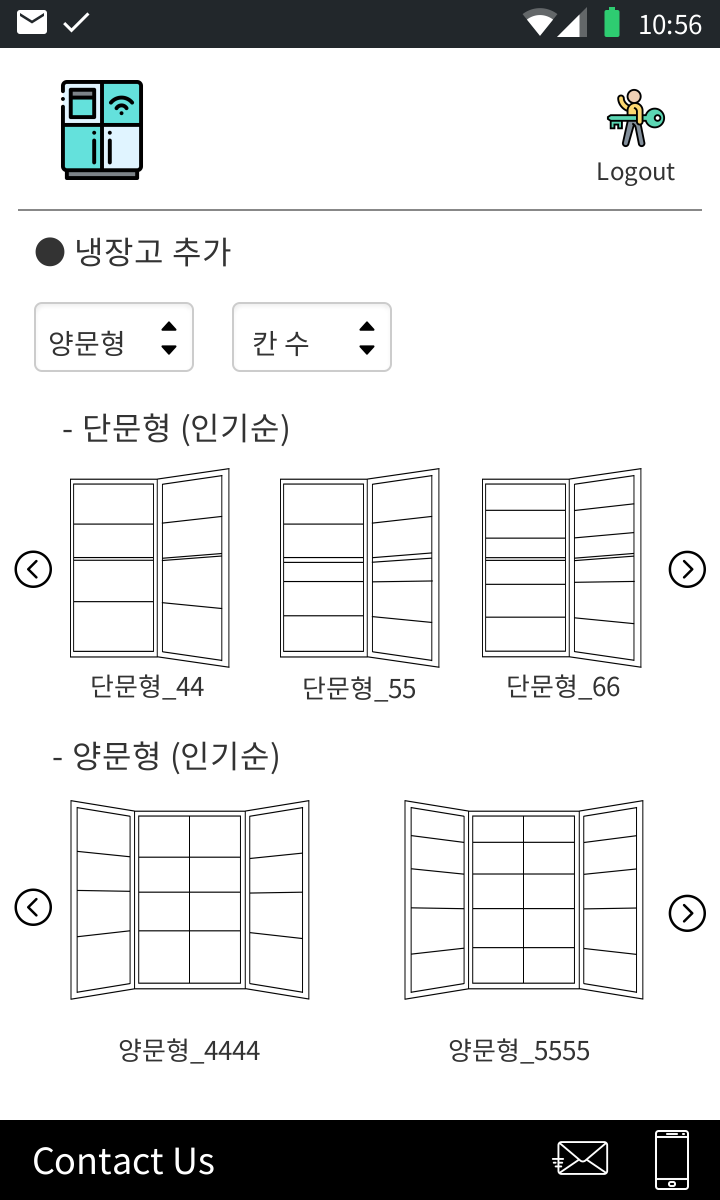 10:56
Logout
● 냉장고 추가
양문형
칸 수
- 단문형 (인기순)
단문형_44
단문형_55
단문형_66
- 양문형 (인기순)
양문형_4444
양문형_5555
Contact Us